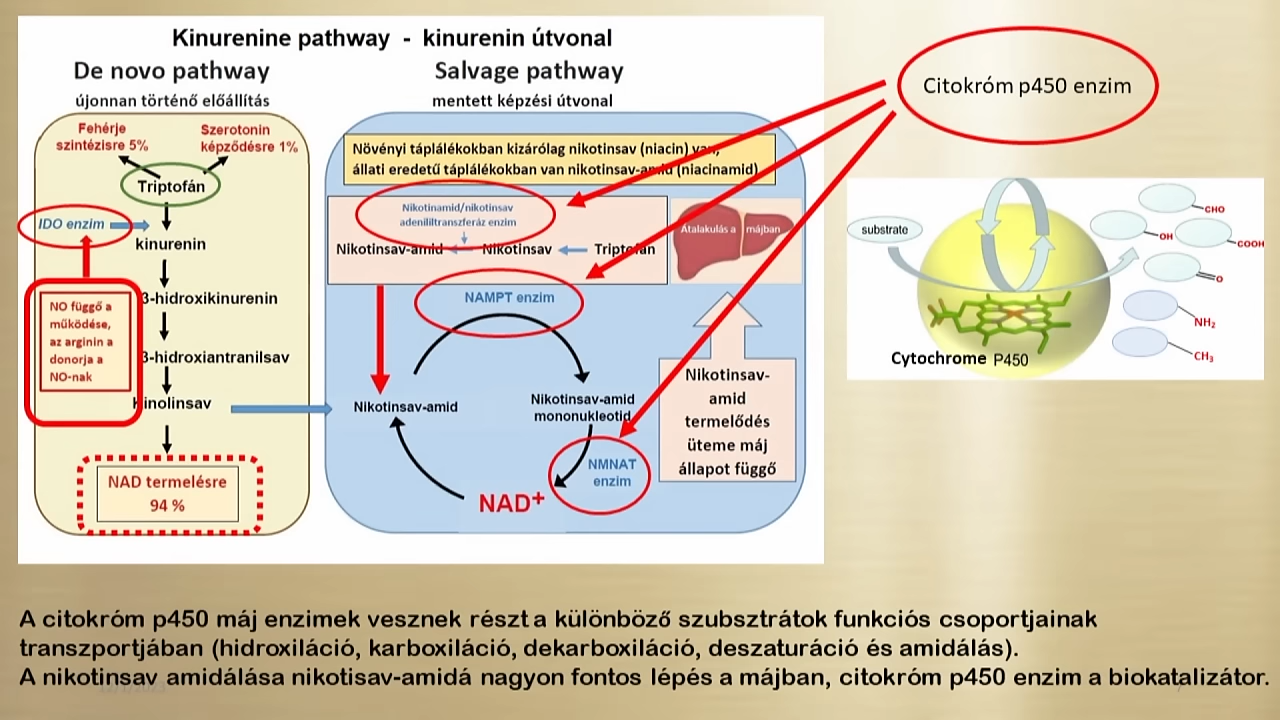 Kinurenine pathway - kinurenin útvonal
De novo pathway
újonnan történő előállítás
Fehérje
szintézisre 5%
Szerotonin
képződésre 1%
Triptofán
IDO enzim
kinurenin
3-hidroxikinurenin
NO függő a
működése,
az arginin a
donorja a
NO-nak
3-hidroxiantranilsav
kinolinsav
NAD termelésre
94 %
Salvage pathway
mentett képzési útvonal
Növényi táplálékokban kizárólag nikotinsav (niacin) van,
állati eredetű táplálékokban van nikotinsav-amid (niacinamid)
Nikotinamid/nikotinsav
adenililtranszferáz enzim
Nikotinsav-amid
Nikotinsav
Triptofán
Átalakulás a májban
NAMPT enzim
Nikotinsav-amid
Nikotinsav-amid
mononukleotid
NMNAT
enzim
NAD+
Nikotinsav-
amid
termelődés
üteme máj
állapot függő
Citokróm p450 enzim
substrate
CHO
OH
COOH
O
NH₂
CH₃
Cytochrome P450
A citokróm p450 máj enzimek vesznek részt a különböző szubsztrátok funkciós csoportjainak
transzportjában (hidroxiláció, karboxiláció, dekarboxiláció, deszaturáció és amidálás).
A nikotinsav amidálása nikotisav-amidá nagyon fontos lépés a májban, citokróm p450 enzim a biokatalizátor.